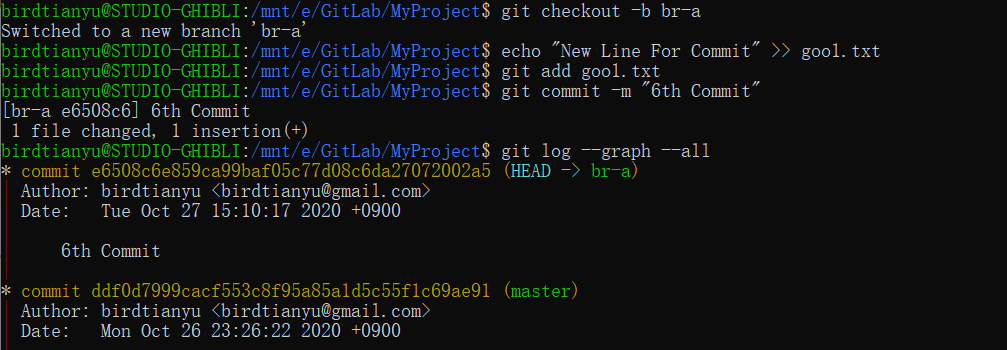 birdtianyu@STUDIO-GHIBLI:/mnt/e/GitLab/MyProject$ git checkout -b br-a
Switched to a new branch 'br-a'
birdtianyu@STUDIO-GHIBLI:/mnt/e/GitLab/MyProject$ echo "New Line For Commit" >> gool.txt
birdtianyu@STUDIO-GHIBLI:/mnt/e/GitLab/MyProject$ git add gool.txt
birdtianyu@STUDIO-GHIBLI:/mnt/e/GitLab/MyProject$ git commit -m "6th Commit"
[br-a e6508c6] 6th Commit
 1 file changed, 1 insertion(+)
birdtianyu@STUDIO-GHIBLI:/mnt/e/GitLab/MyProject$ git log --graph --all
* commit e6508c6e859ca99baf05c77d08c6da27072002a5 (HEAD -> br-a)
| Author: birdtianyu <birdtianyu@gmail.com>
| Date:   Tue Oct 27 15:10:17 2020 +0900
|
|     6th Commit
|
* commit ddf0d7999cacf553c8f95a85a1d5c55f1c69ae91 (master)
| Author: birdtianyu <birdtianyu@gmail.com>
| Date:   Mon Oct 26 23:26:22 2020 +0900